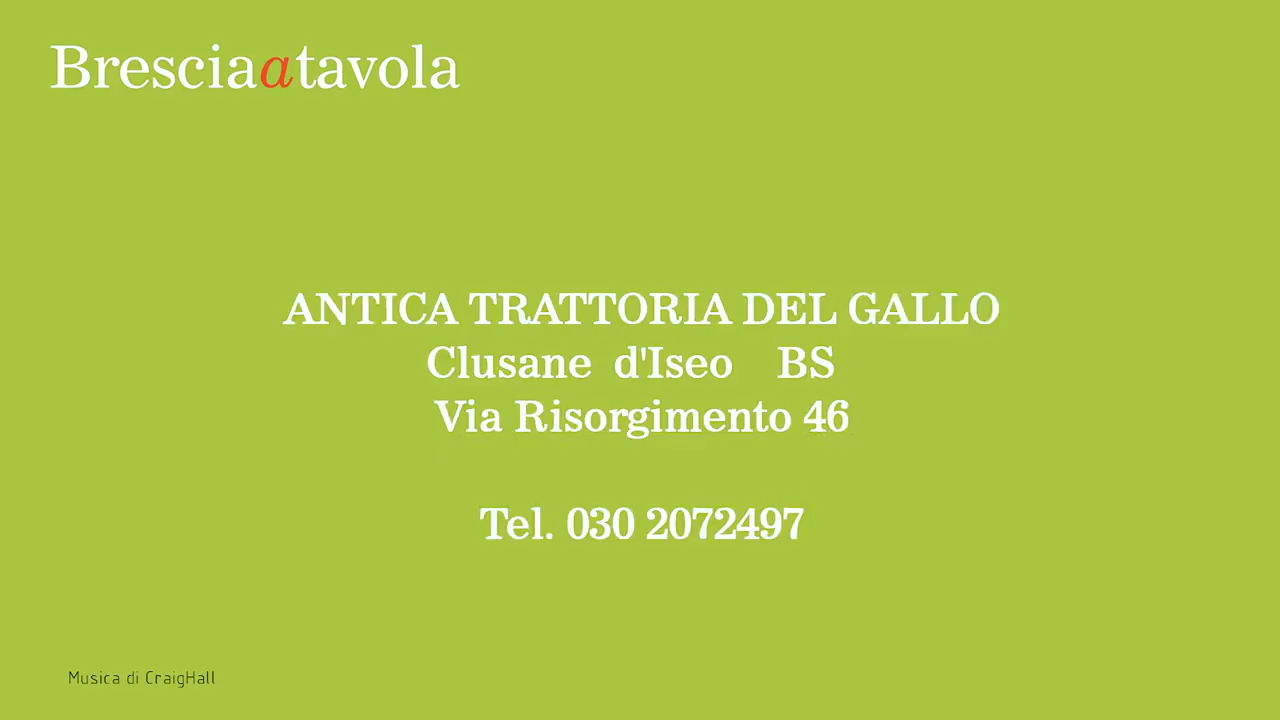 Bresciaatavola
ANTICA TRATTORIA DEL GALLO
Clusane d'Iseo BS
Via Risorgimento 46
Tel. 030 2072497
Musica di CraigHall